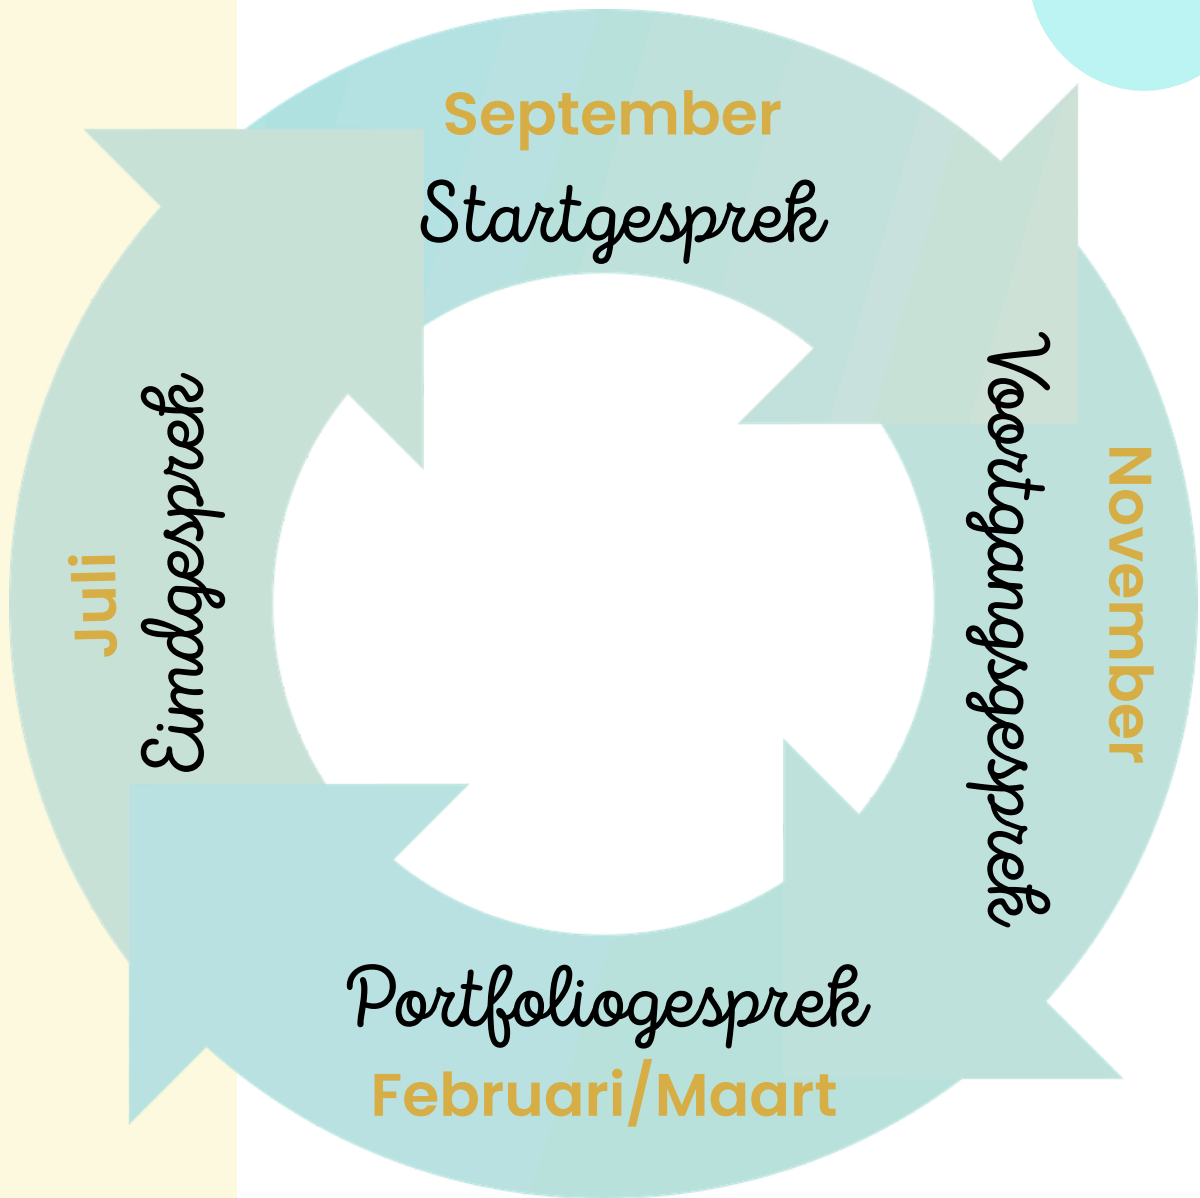 September
Startgesprek
November
Voortgangsgesprek
Portfoliogesprek
Februari/Maart
Juli
Eindgesprek